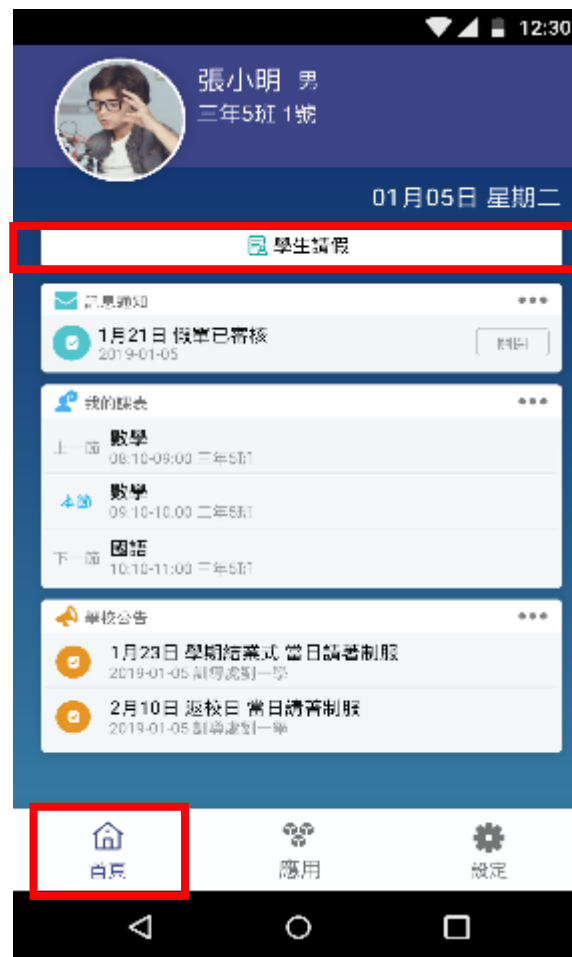 12:30
張小明 男
三年5班 1號
01月05日 星期二
學生請假
訊息通知
1月21日 假單已審核
2019-01-05
關閉
我的課表
上一節 數學
08:10-09:00 三年5班
本節 數學
09:10-10:00 三年5班
下一節 國語
10:10-11:00 三年5班
學校公告
1月23日 學期結業式 當日請著制服
2019-01-05
2月10日 返校日 當日請著制服
2019-01-05
首頁
應用
設定